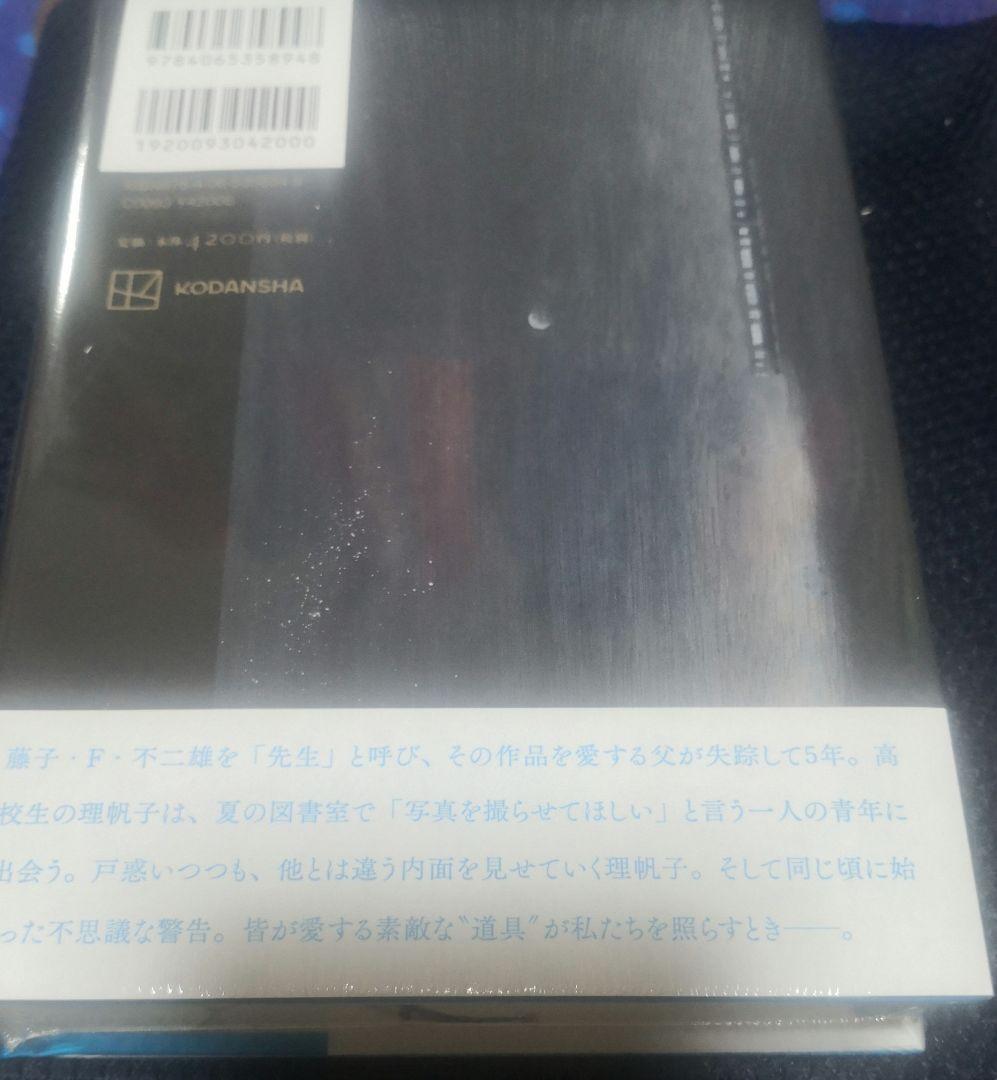 9784065358948
1920093042000
定価:本体4200円(税別)
KODANSHA
藤子・F・不二雄を「先生」と呼び、その作品を愛する父が失踪して5年。高
校生の理帆子は、夏の図書室で「写真を撮らせてほしい」と言う一人の青年に
出会う。戸惑いつつも、他とは違う内面を見せていく理帆子。そして同じ頃に始
った不思議な警告。皆が愛する素敵な〝道具〟が私たちを照らすとき――。